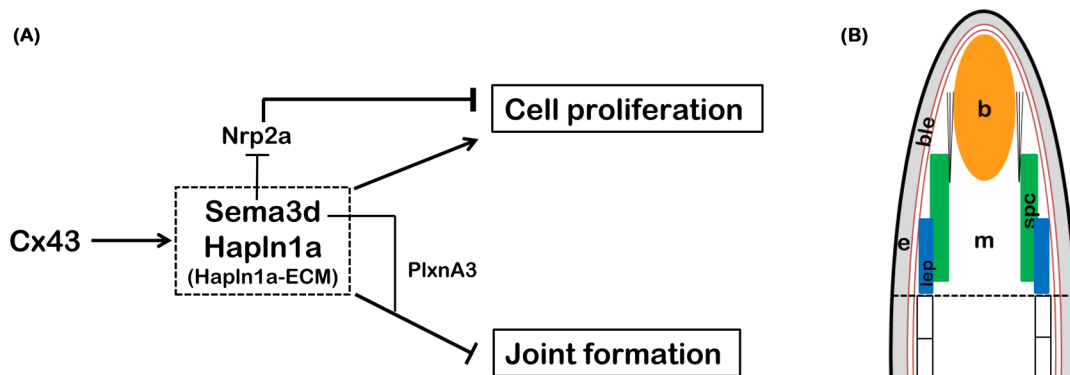 (A)
Cell proliferation
Nrp2a
Cx43
Sema3d
Hapln1a
(Hapln1a-ECM)
PlxnA3
Joint formation
(B)
b
ble
spc
e
m
lep